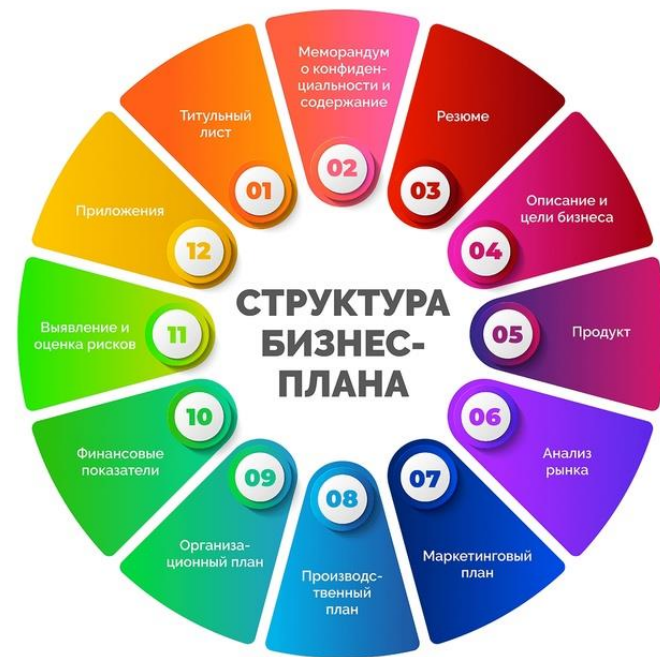 СТРУКТУРА
БИЗНЕС-
ПЛАНА
01
Титульный
лист
02
Меморандум
о конфиден-
циальности и
содержание
03
Резюме
04
Описание и
цели бизнеса
05
Продукт
06
Анализ
рынка
07
Маркетинговый
план
08
Производс-
твенный
план
09
Организа-
ционный план
10
Финансовые
показатели
11
Выявление и
оценка рисков
12
Приложения